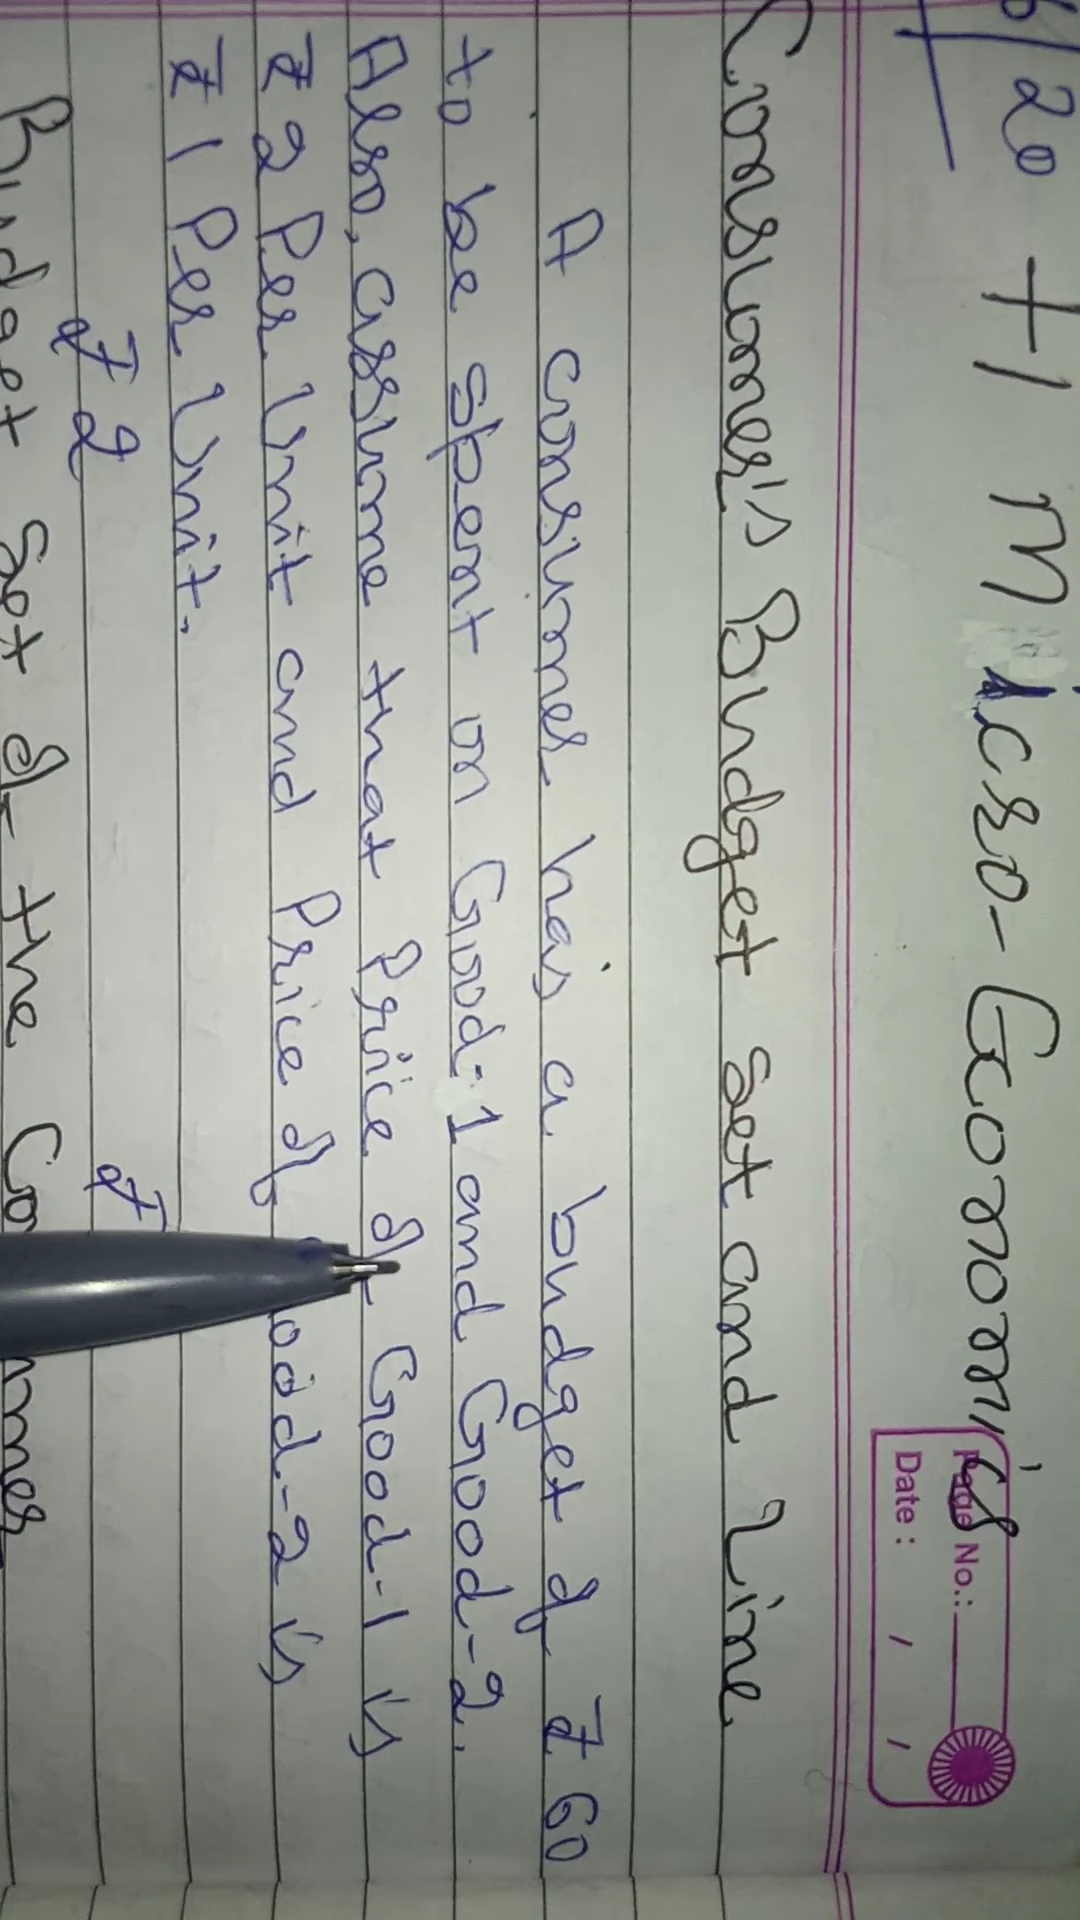 6/20 H Micro-Economics
Page No.:
Date: / /
Consumer's Budget set and Line
A consumer has a budget of ₹ 60
to be spent on Good-1 and Good-2.
Also, assume that Price of Good-1 is
₹ 2 Per Unit and Price of Good-2 is
₹ 1 Per Unit.
₹ 2 ₹
Budget Set of the